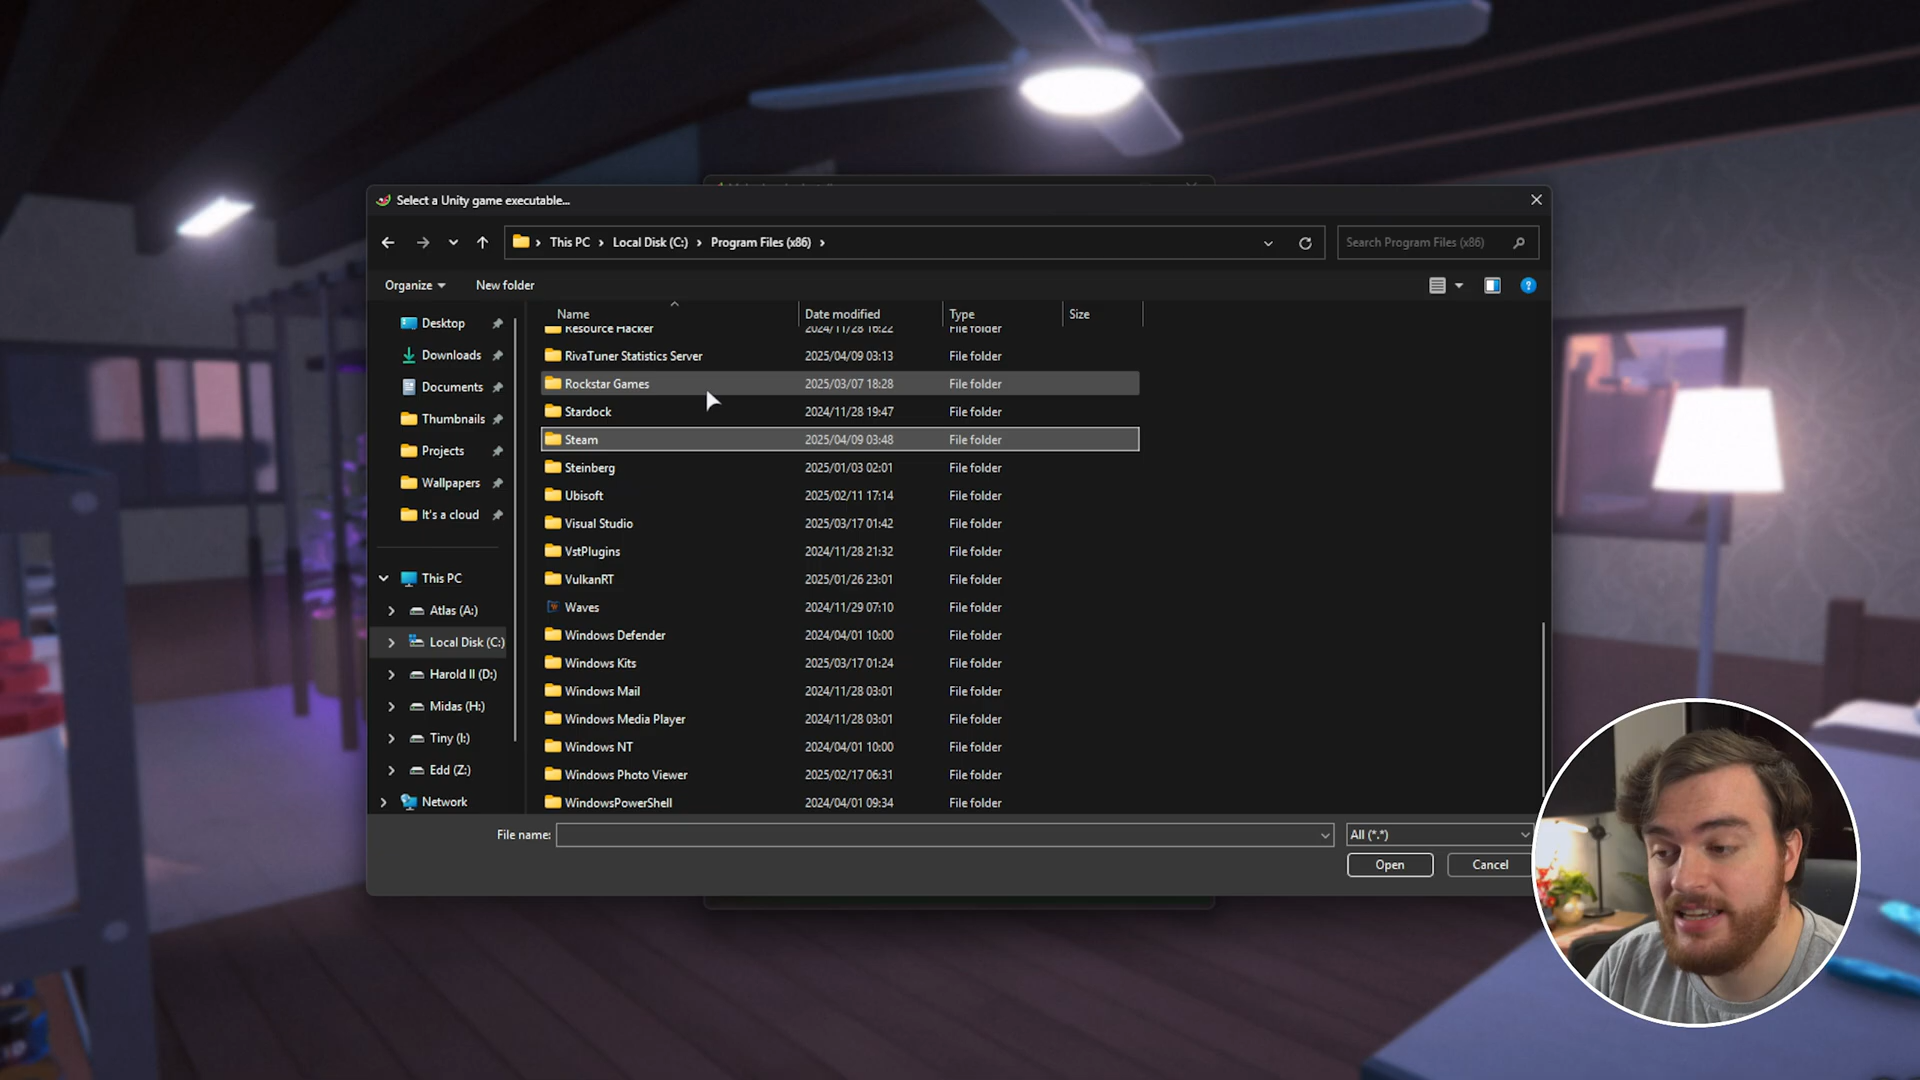 Select a Unity game executable...
This PC > Local Disk (C:) > Program Files (x86) >
Search Program Files (x86)
Organize
New folder
Name
Date modified
Type
Size
Desktop
Downloads
Documents
Thumbnails
Projects
Wallpapers
It's a cloud
This PC
Atlas (A:)
Local Disk (C:)
Harold II (D:)
Midas (H:)
Tiny (I:)
Edd (Z:)
Network
Resource Hacker 2024/11/28 16:22 File folder
RivaTuner Statistics Server 2025/04/09 03:13 File folder
Rockstar Games 2025/03/07 18:28 File folder
Stardock 2024/11/28 19:47 File folder
Steam 2025/04/09 03:48 File folder
Steinberg 2025/01/03 02:01 File folder
Ubisoft 2025/02/11 17:14 File folder
Visual Studio 2025/03/17 01:42 File folder
VstPlugins 2024/11/28 21:32 File folder
VulkanRT 2025/01/26 23:01 File folder
Waves 2024/11/29 07:10 File folder
Windows Defender 2024/04/01 10:00 File folder
Windows Kits 2025/03/17 01:24 File folder
Windows Mail 2024/11/28 03:01 File folder
Windows Media Player 2024/11/28 03:01 File folder
Windows NT 2024/04/01 10:00 File folder
Windows Photo Viewer 2025/02/17 06:31 File folder
WindowsPowerShell 2024/04/01 09:34 File folder
File name:
All (*.*)
Open
Cancel